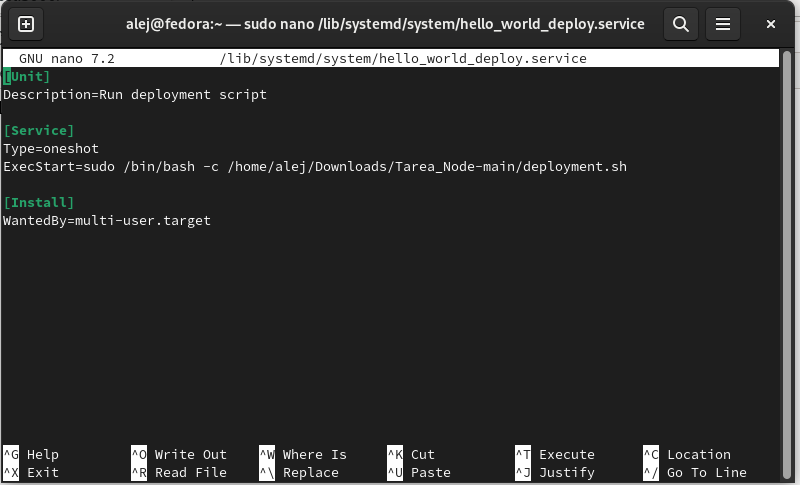 alej@fedora:~ — sudo nano /lib/systemd/system/hello_world_deploy.service
GNU nano 7.2 /lib/systemd/system/hello_world_deploy.service
[Unit]
Description=Run deployment script
[Service]
Type=oneshot
ExecStart=sudo /bin/bash -c /home/alej/Downloads/Tarea_Node-main/deployment.sh
[Install]
WantedBy=multi-user.target
^G Help ^O Write Out ^W Where Is ^K Cut ^T Execute ^C Location
^X Exit ^R Read File ^\ Replace ^U Paste ^J Justify ^/ Go To Line